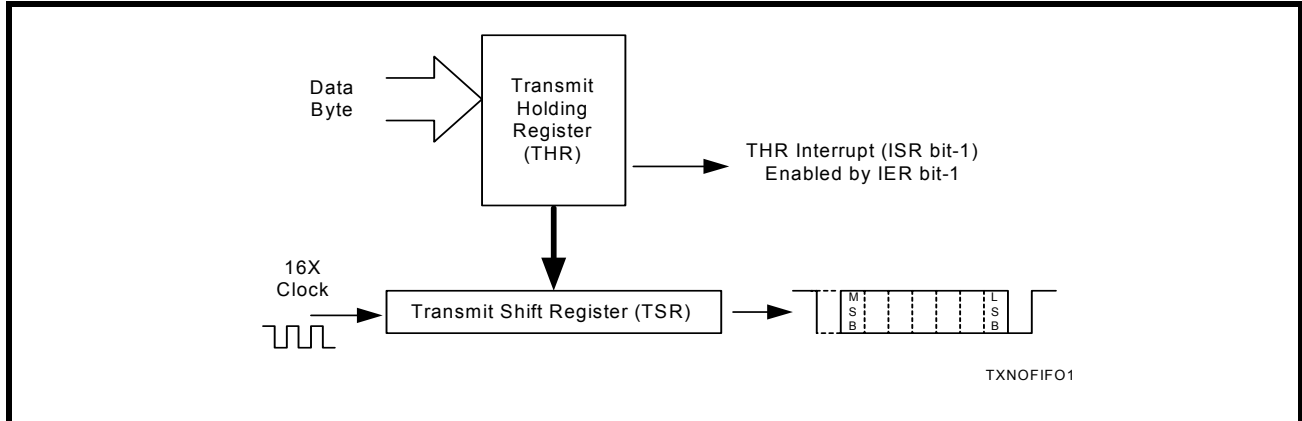 Data
Byte
Transmit
Holding
Register
(THR)
THR Interrupt (ISR bit-1)
Enabled by IER bit-1
16X
Clock
Transmit Shift Register (TSR)
M
S
B
L
S
B
TXNOFIFO1